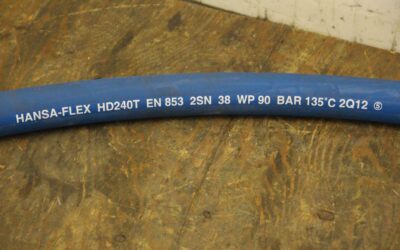 HANSA-FLEX HD240T EN 853 2SN 38 WP 90 BAR 135°C 2Q12 Ⓢ